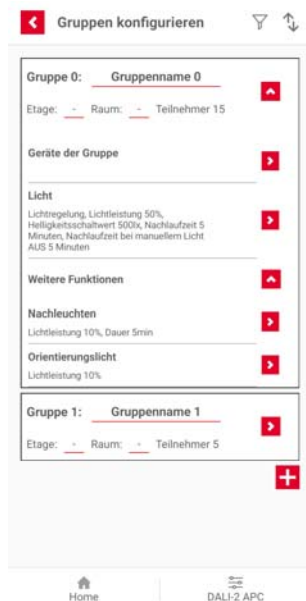 Gruppen konfigurieren
Gruppe 0: Gruppenname 0
Etage: - Raum: - Teilnehmer 15
Geräte der Gruppe
Licht
Lichtregelung, Lichtleistung 50%,
Helligkeitsschaltwert 500lx, Nachlaufzeit 5
Minuten, Nachlaufzeit bei manuellem Licht
AUS 5 Minuten
Weitere Funktionen
Nachleuchten
Lichtleistung 10%, Dauer 5min
Orientierungslicht
Lichtleistung 10%
Gruppe 1: Gruppenname 1
Etage: - Raum: - Teilnehmer 5
Home DALI-2 APC